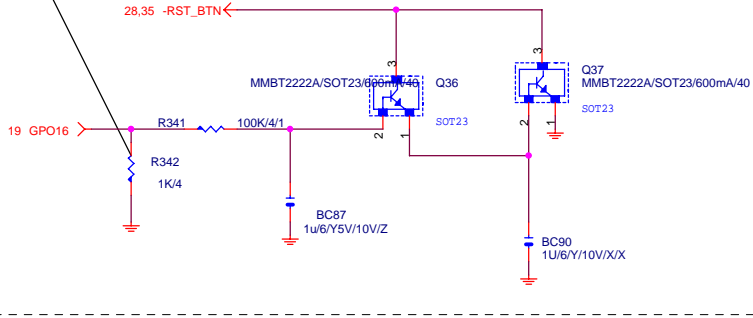 28,35 -RST_BTN
3
3
MMBT2222A/SOT23/600mA/40
Q36
Q37
MMBT2222A/SOT23/600mA/40
SOT23
SOT23
19 GPO16
R341
100K/4/1
2
1
2
1
R342
1K/4
BC87
1u/6/Y5V/10V/Z
BC90
1U/6/Y/10V/X/X